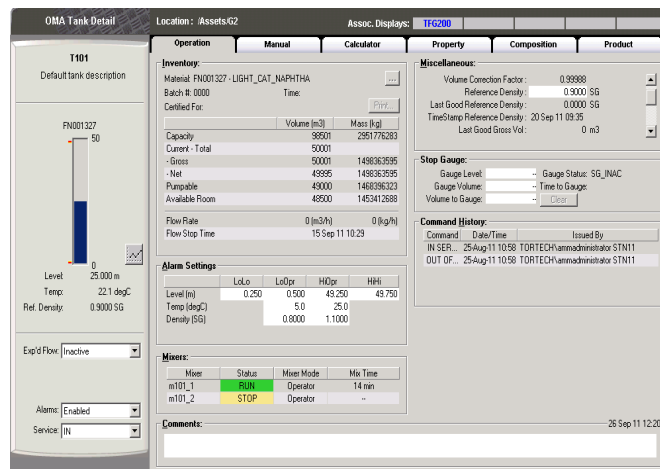 OMA Tank Detail
Location : /Assets/G2
Assoc. Displays: TFG200
Operation Manual Calculator Property Composition Product
T101
Default tank description
FN001327
50
0
Level: 25.000 m
Temp: 22.1 degC
Ref. Density: 0.9000 SG
Exp'd Flow: Inactive
Alarms: Enabled
Service: IN
Inventory:
Material: FN001327 - LIGHT_CAT_NAPHTHA ...
Batch #: 0000 Time:
Certified For: Print...
Volume (m3) Mass (kg)
Capacity 98501 2951776283
Current - Total 50001
- Gross 50001 1498363595
- Net 49995 1498363595
Pumpable 49000 1468396323
Available Room 48500 1453412688
Flow Rate 0 (m3/h) 0 (kg/h)
Flow Stop Time 15 Sep 11 10:29
Alarm Settings
LoLo LoOpr HiOpr HiHi
Level (m) 0.250 0.500 49.250 49.750
Temp (degC) 5.0 25.0
Density (SG) 0.8000 1.1000
Mixers:
Mixer Status Mixer Mode Mix Time
m101_1 RUN Operator 14 min
m101_2 STOP Operator --
Miscellaneous:
Volume Correction Factor : 0.99988
Reference Density : 0.9000 SG
Last Good Reference Density : 0.0000 SG
TimeStamp Reference Density : 20 Sep 11 09:35
Last Good Gross Vol : 0 m3
Stop Gauge:
Gauge Level: -- Gauge Status: SG_INAC
Gauge Volume: -- Time to Gauge:
Volume to Gauge: -- Clear
Command History:
Command Date/Time Issued By
IN SER... 25-Aug-11 10:58 TORTECH\ammadministrator STN11
OUT OF... 25-Aug-11 10:58 TORTECH\ammadministrator STN11
Comments: 26 Sep 11 12:20